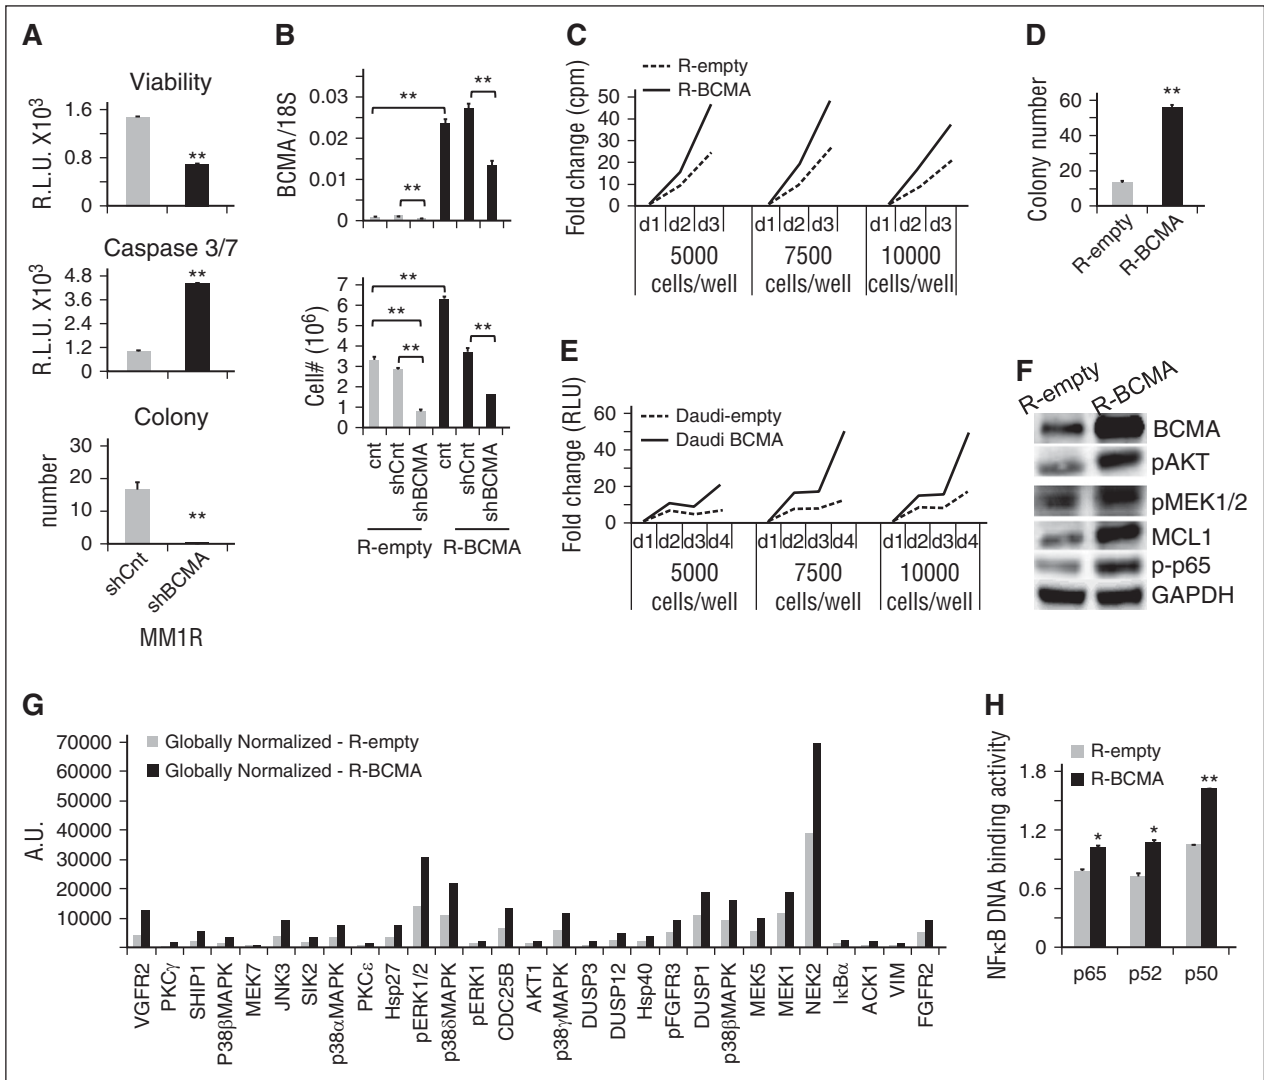 A
Viability
R.L.U. X10³
1.6
0.8
0
**
Caspase 3/7
R.L.U. X10³
4.8
3.6
2.4
1.2
0
**
Colony
number
30
20
10
0
**
shCnt
shBCMA
MM1R
B
BCMA/18S
0.03
0.02
0.01
0
**
**
**
Cell# (10⁶)
7
6
5
4
3
2
1
0
**
**
**
**
cnt
shCnt
shBCMA
cnt
shCnt
shBCMA
R-empty
R-BCMA
C
Fold change (cpm)
R-empty
R-BCMA
50
40
30
20
10
0
d1 d2 d3
d1 d2 d3
d1 d2 d3
5000
cells/well
7500
cells/well
10000
cells/well
D
Colony number
60
40
20
0
**
R-empty
R-BCMA
E
Fold change (RLU)
Daudi-empty
Daudi BCMA
60
40
20
0
d1 d2 d3 d4
d1 d2 d3 d4
d1 d2 d3 d4
5000
cells/well
7500
cells/well
10000
cells/well
F
R-empty
R-BCMA
BCMA
pAKT
pMEK1/2
MCL1
p-p65
GAPDH
G
A.U.
Globally Normalized - R-empty
Globally Normalized - R-BCMA
70000
60000
50000
40000
30000
20000
10000
VGFR2
PKCγ
SHIP1
P38βMAPK
MEK7
JNK3
SIK2
p38αMAPK
PKCε
Hsp27
pERK1/2
p38δMAPK
pERK1
CDC25B
AKT1
p38γMAPK
DUSP3
DUSP12
Hsp40
pFGFR3
DUSP1
p38βMAPK
MEK5
MEK1
NEK2
IκBα
ACK1
VIM
FGFR2
H
NFκB DNA binding activity
R-empty
R-BCMA
1.8
1.2
0.6
0
*
*
**
p65
p52
p50